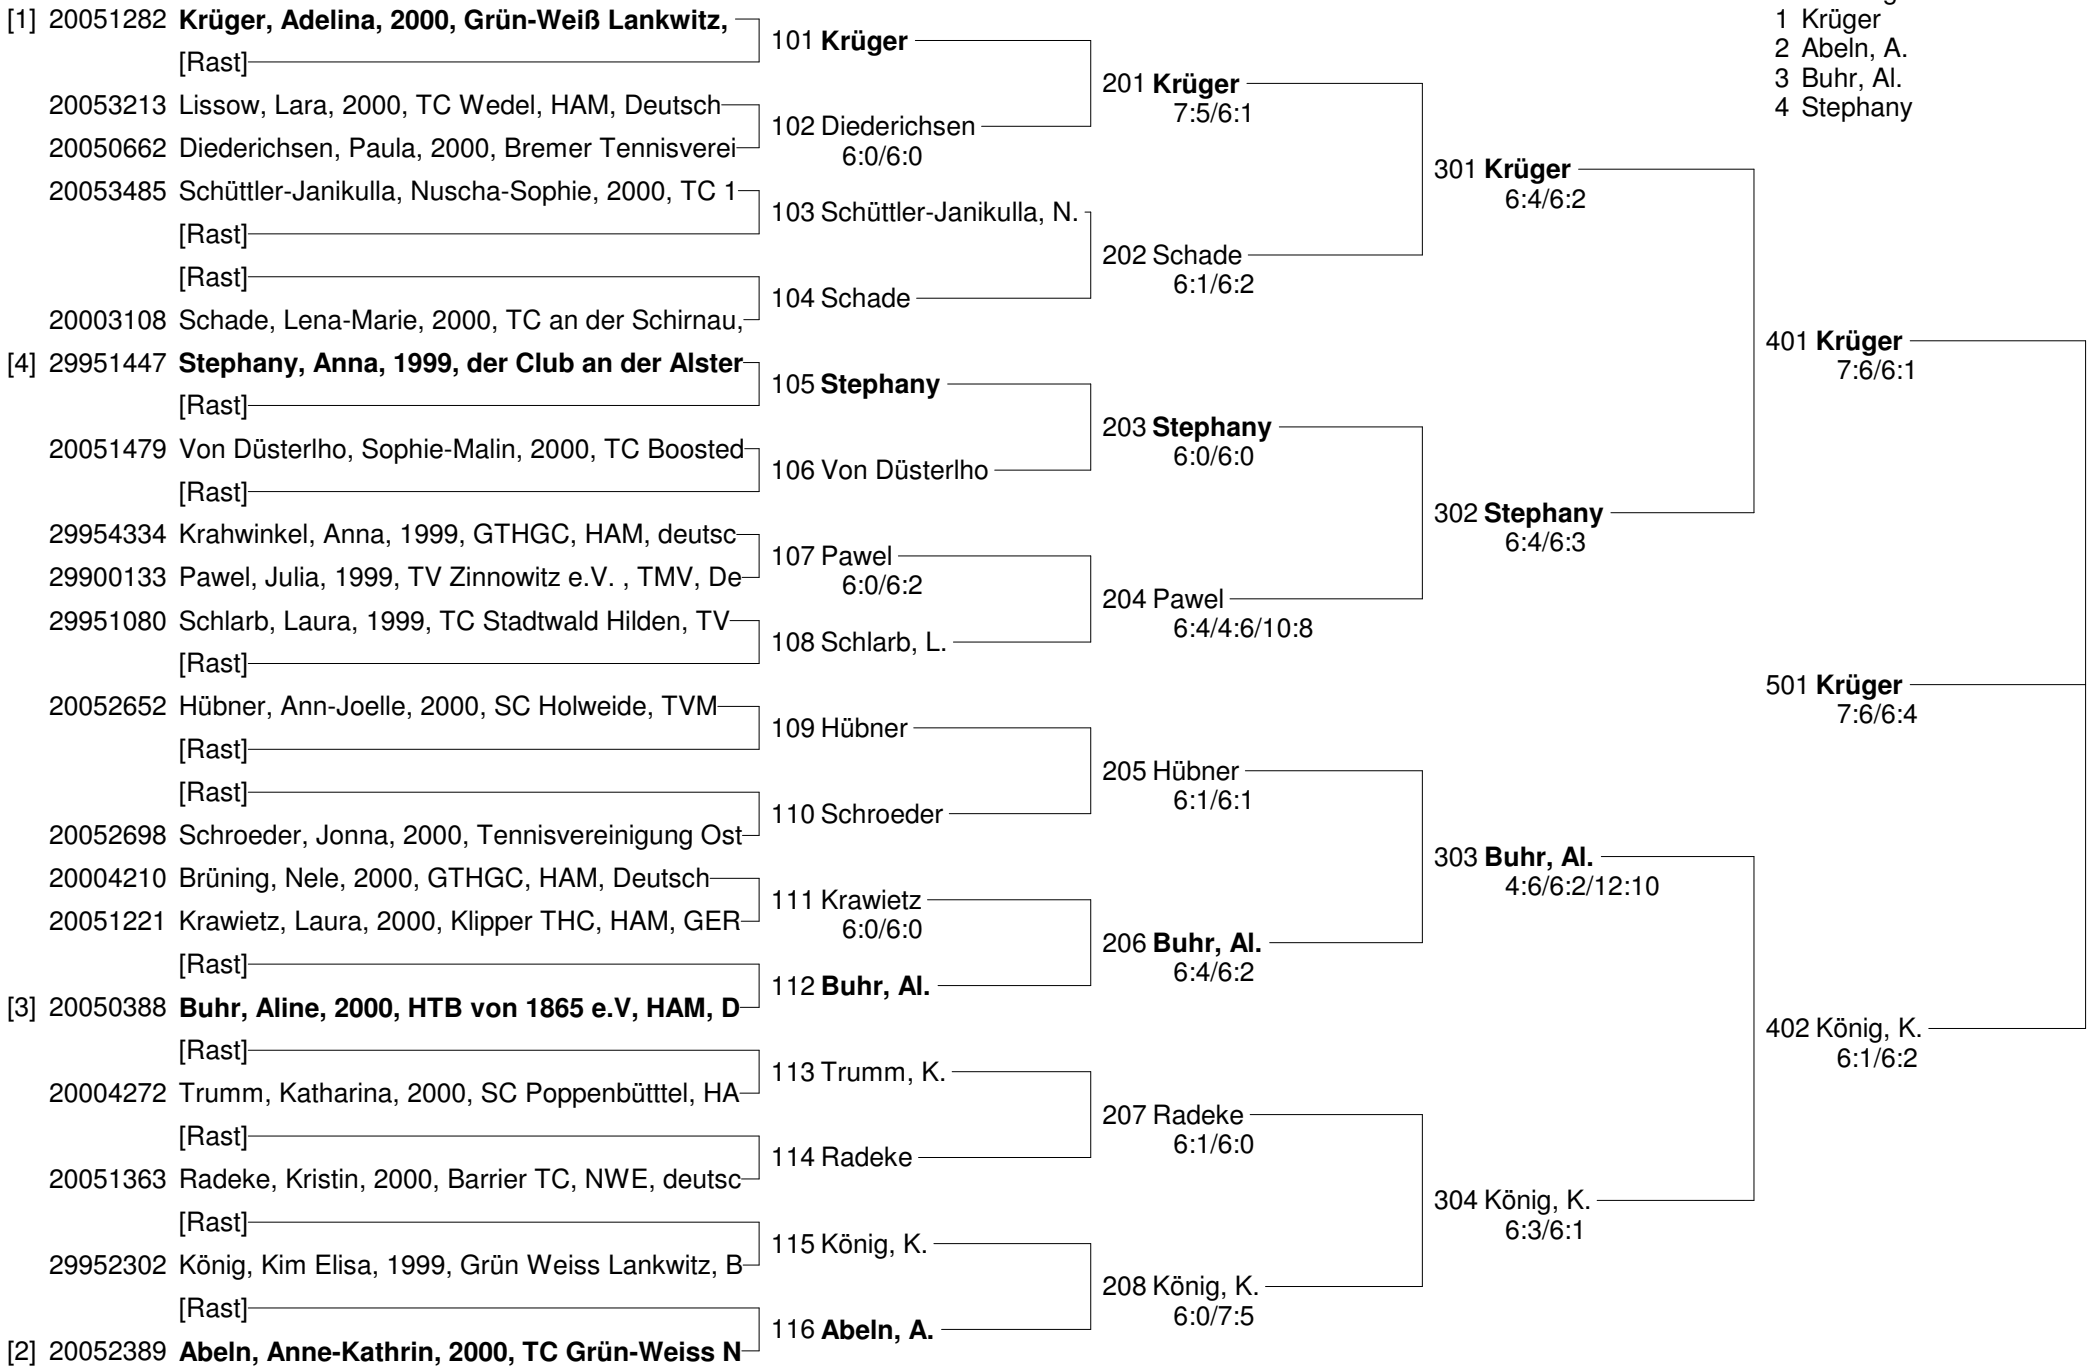 [1] 20051282 Krüger, Adelina, 2000, Grün-Weiß Lankwitz,
[Rast]
20053213 Lissow, Lara, 2000, TC Wedel, HAM, Deutsch
20050662 Diederichsen, Paula, 2000, Bremer Tennisverei
20053485 Schüttler-Janikulla, Nuscha-Sophie, 2000, TC 1
[Rast]
[Rast]
20003108 Schade, Lena-Marie, 2000, TC an der Schirnau,
[4] 29951447 Stephany, Anna, 1999, der Club an der Alster
[Rast]
20051479 Von Düsterlho, Sophie-Malin, 2000, TC Boosted
[Rast]
29954334 Krahwinkel, Anna, 1999, GTHGC, HAM, deutsc
29900133 Pawel, Julia, 1999, TV Zinnowitz e.V. , TMV, De
29951080 Schlarb, Laura, 1999, TC Stadtwald Hilden, TV
[Rast]
20052652 Hübner, Ann-Joelle, 2000, SC Holweide, TVM
[Rast]
[Rast]
20052698 Schroeder, Jonna, 2000, Tennisvereinigung Ost
20004210 Brüning, Nele, 2000, GTHGC, HAM, Deutsch
20051221 Krawietz, Laura, 2000, Klipper THC, HAM, GER
[Rast]
[3] 20050388 Buhr, Aline, 2000, HTB von 1865 e.V, HAM, D
[Rast]
20004272 Trumm, Katharina, 2000, SC Poppenbütttel, HA
[Rast]
20051363 Radeke, Kristin, 2000, Barrier TC, NWE, deutsc
[Rast]
29952302 König, Kim Elisa, 1999, Grün Weiss Lankwitz, B
[Rast]
[2] 20052389 Abeln, Anne-Kathrin, 2000, TC Grün-Weiss N
101 Krüger
102 Diederichsen
6:0/6:0
103 Schüttler-Janikulla, N.
104 Schade
105 Stephany
106 Von Düsterlho
107 Pawel
6:0/6:2
108 Schlarb, L.
109 Hübner
110 Schroeder
111 Krawietz
6:0/6:0
112 Buhr, Al.
113 Trumm, K.
114 Radeke
115 König, K.
116 Abeln, A.
201 Krüger
7:5/6:1
202 Schade
6:1/6:2
203 Stephany
6:0/6:0
204 Pawel
6:4/4:6/10:8
205 Hübner
6:1/6:1
206 Buhr, Al.
6:4/6:2
207 Radeke
6:1/6:0
208 König, K.
6:0/7:5
301 Krüger
6:4/6:2
302 Stephany
6:4/6:3
303 Buhr, Al.
4:6/6:2/12:10
304 König, K.
6:3/6:1
1 Krüger
2 Abeln, A.
3 Buhr, Al.
4 Stephany
401 Krüger
7:6/6:1
501 Krüger
7:6/6:4
402 König, K.
6:1/6:2